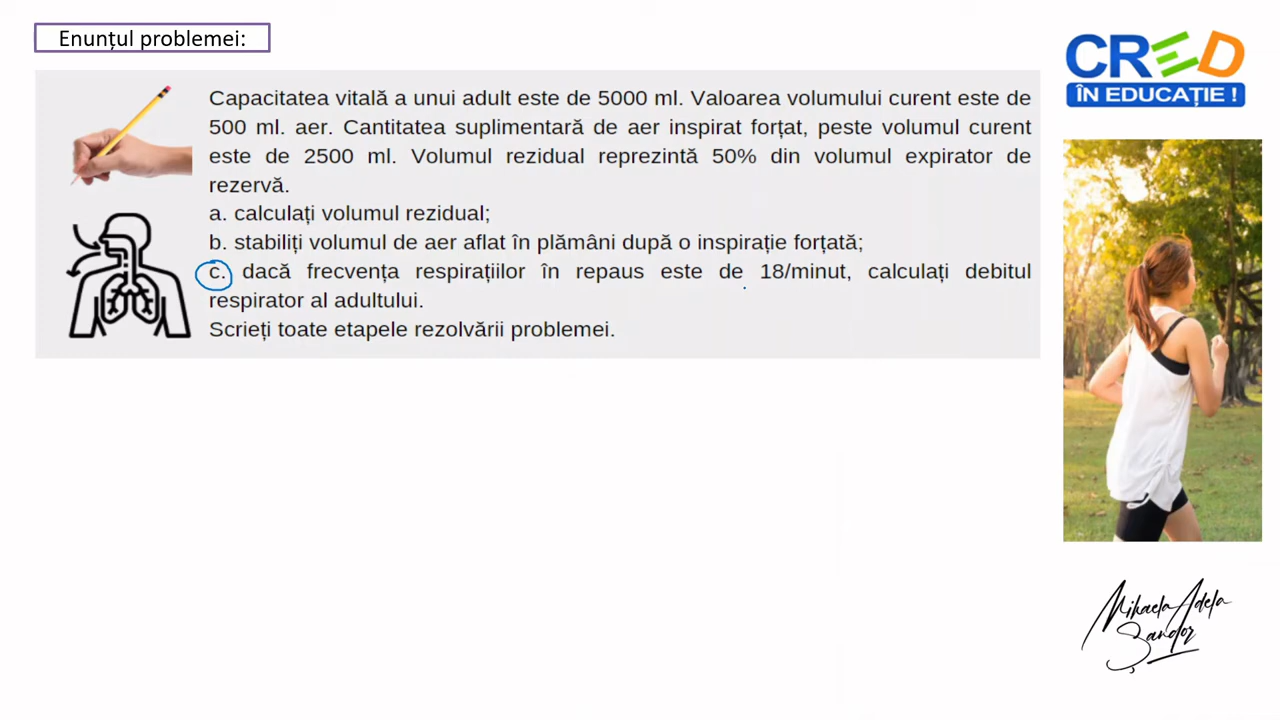 Enunțul problemei:
CRED
ÎN EDUCAȚIE !
Capacitatea vitală a unui adult este de 5000 ml. Valoarea volumului curent este de
500 ml. aer. Cantitatea suplimentară de aer inspirat forțat, peste volumul curent
este de 2500 ml. Volumul rezidual reprezintă 50% din volumul expirator de
rezervă.
a. calculați volumul rezidual;
b. stabiliți volumul de aer aflat în plămâni după o inspirație forțată;
c. dacă frecvența respirațiilor în repaus este de 18/minut, calculați debitul
respirator al adultului.
Scrieți toate etapele rezolvării problemei.
Mihaela Adela
Șandor